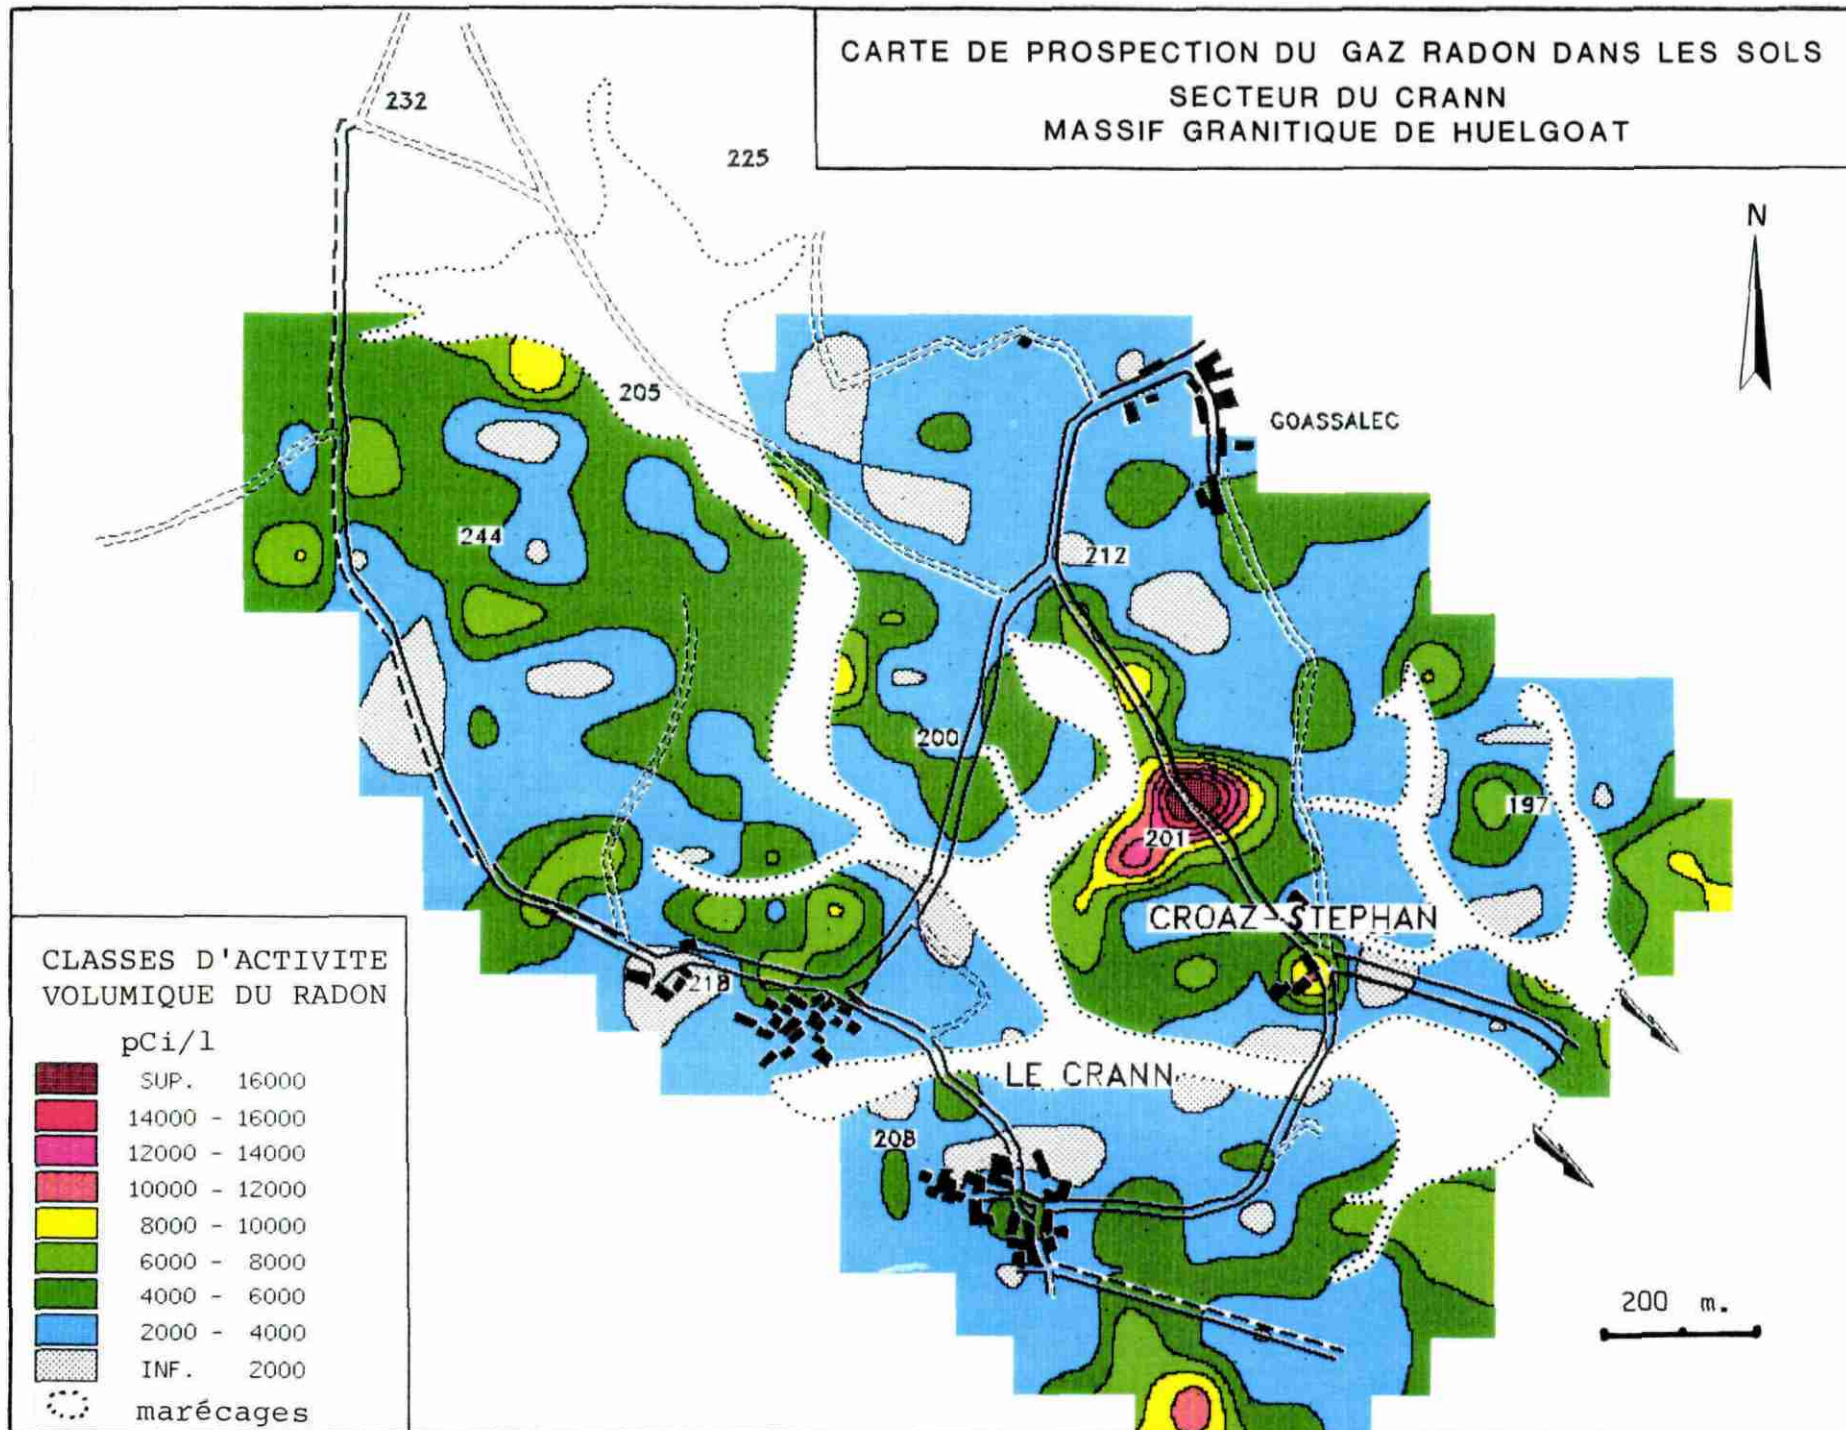 CARTE DE PROSPECTION DU GAZ RADON DANS LES SOLS
SECTEUR DU CRANN
MASSIF GRANITIQUE DE HUELGOAT
232
225
N
205
GOASSALEC
244
212
200
197
201
CROAZ-STEPHAN
218
LE CRANN
208
200 m.
CLASSES D'ACTIVITE
VOLUMIQUE DU RADON
pCi/l
SUP. 16000
14000 - 16000
12000 - 14000
10000 - 12000
8000 - 10000
6000 - 8000
4000 - 6000
2000 - 4000
INF. 2000
marécages